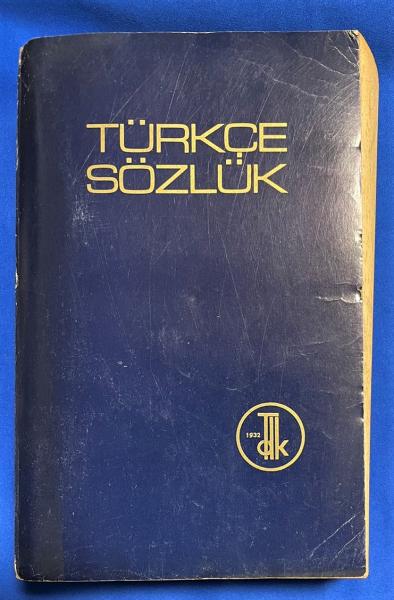 TÜRKÇE
SÖZLÜK
1932
Tdk